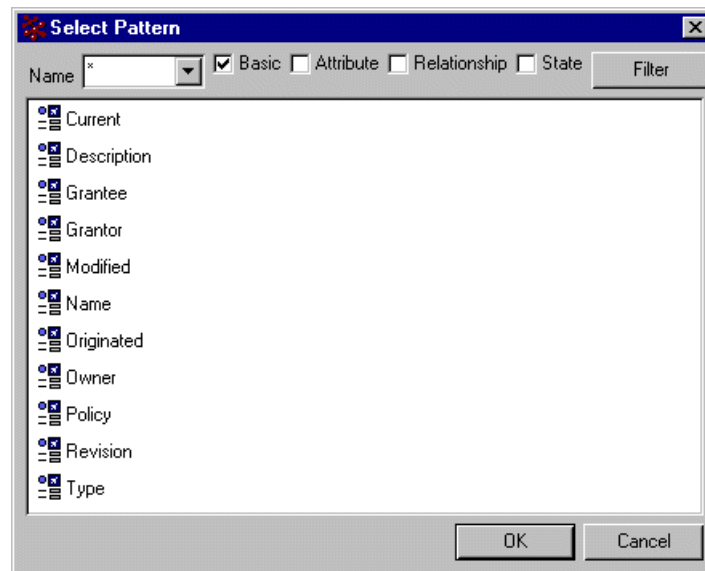 Select Pattern
Name * Basic Attribute Relationship State Filter
Current
Description
Grantee
Grantor
Modified
Name
Originated
Owner
Policy
Revision
Type
OK Cancel